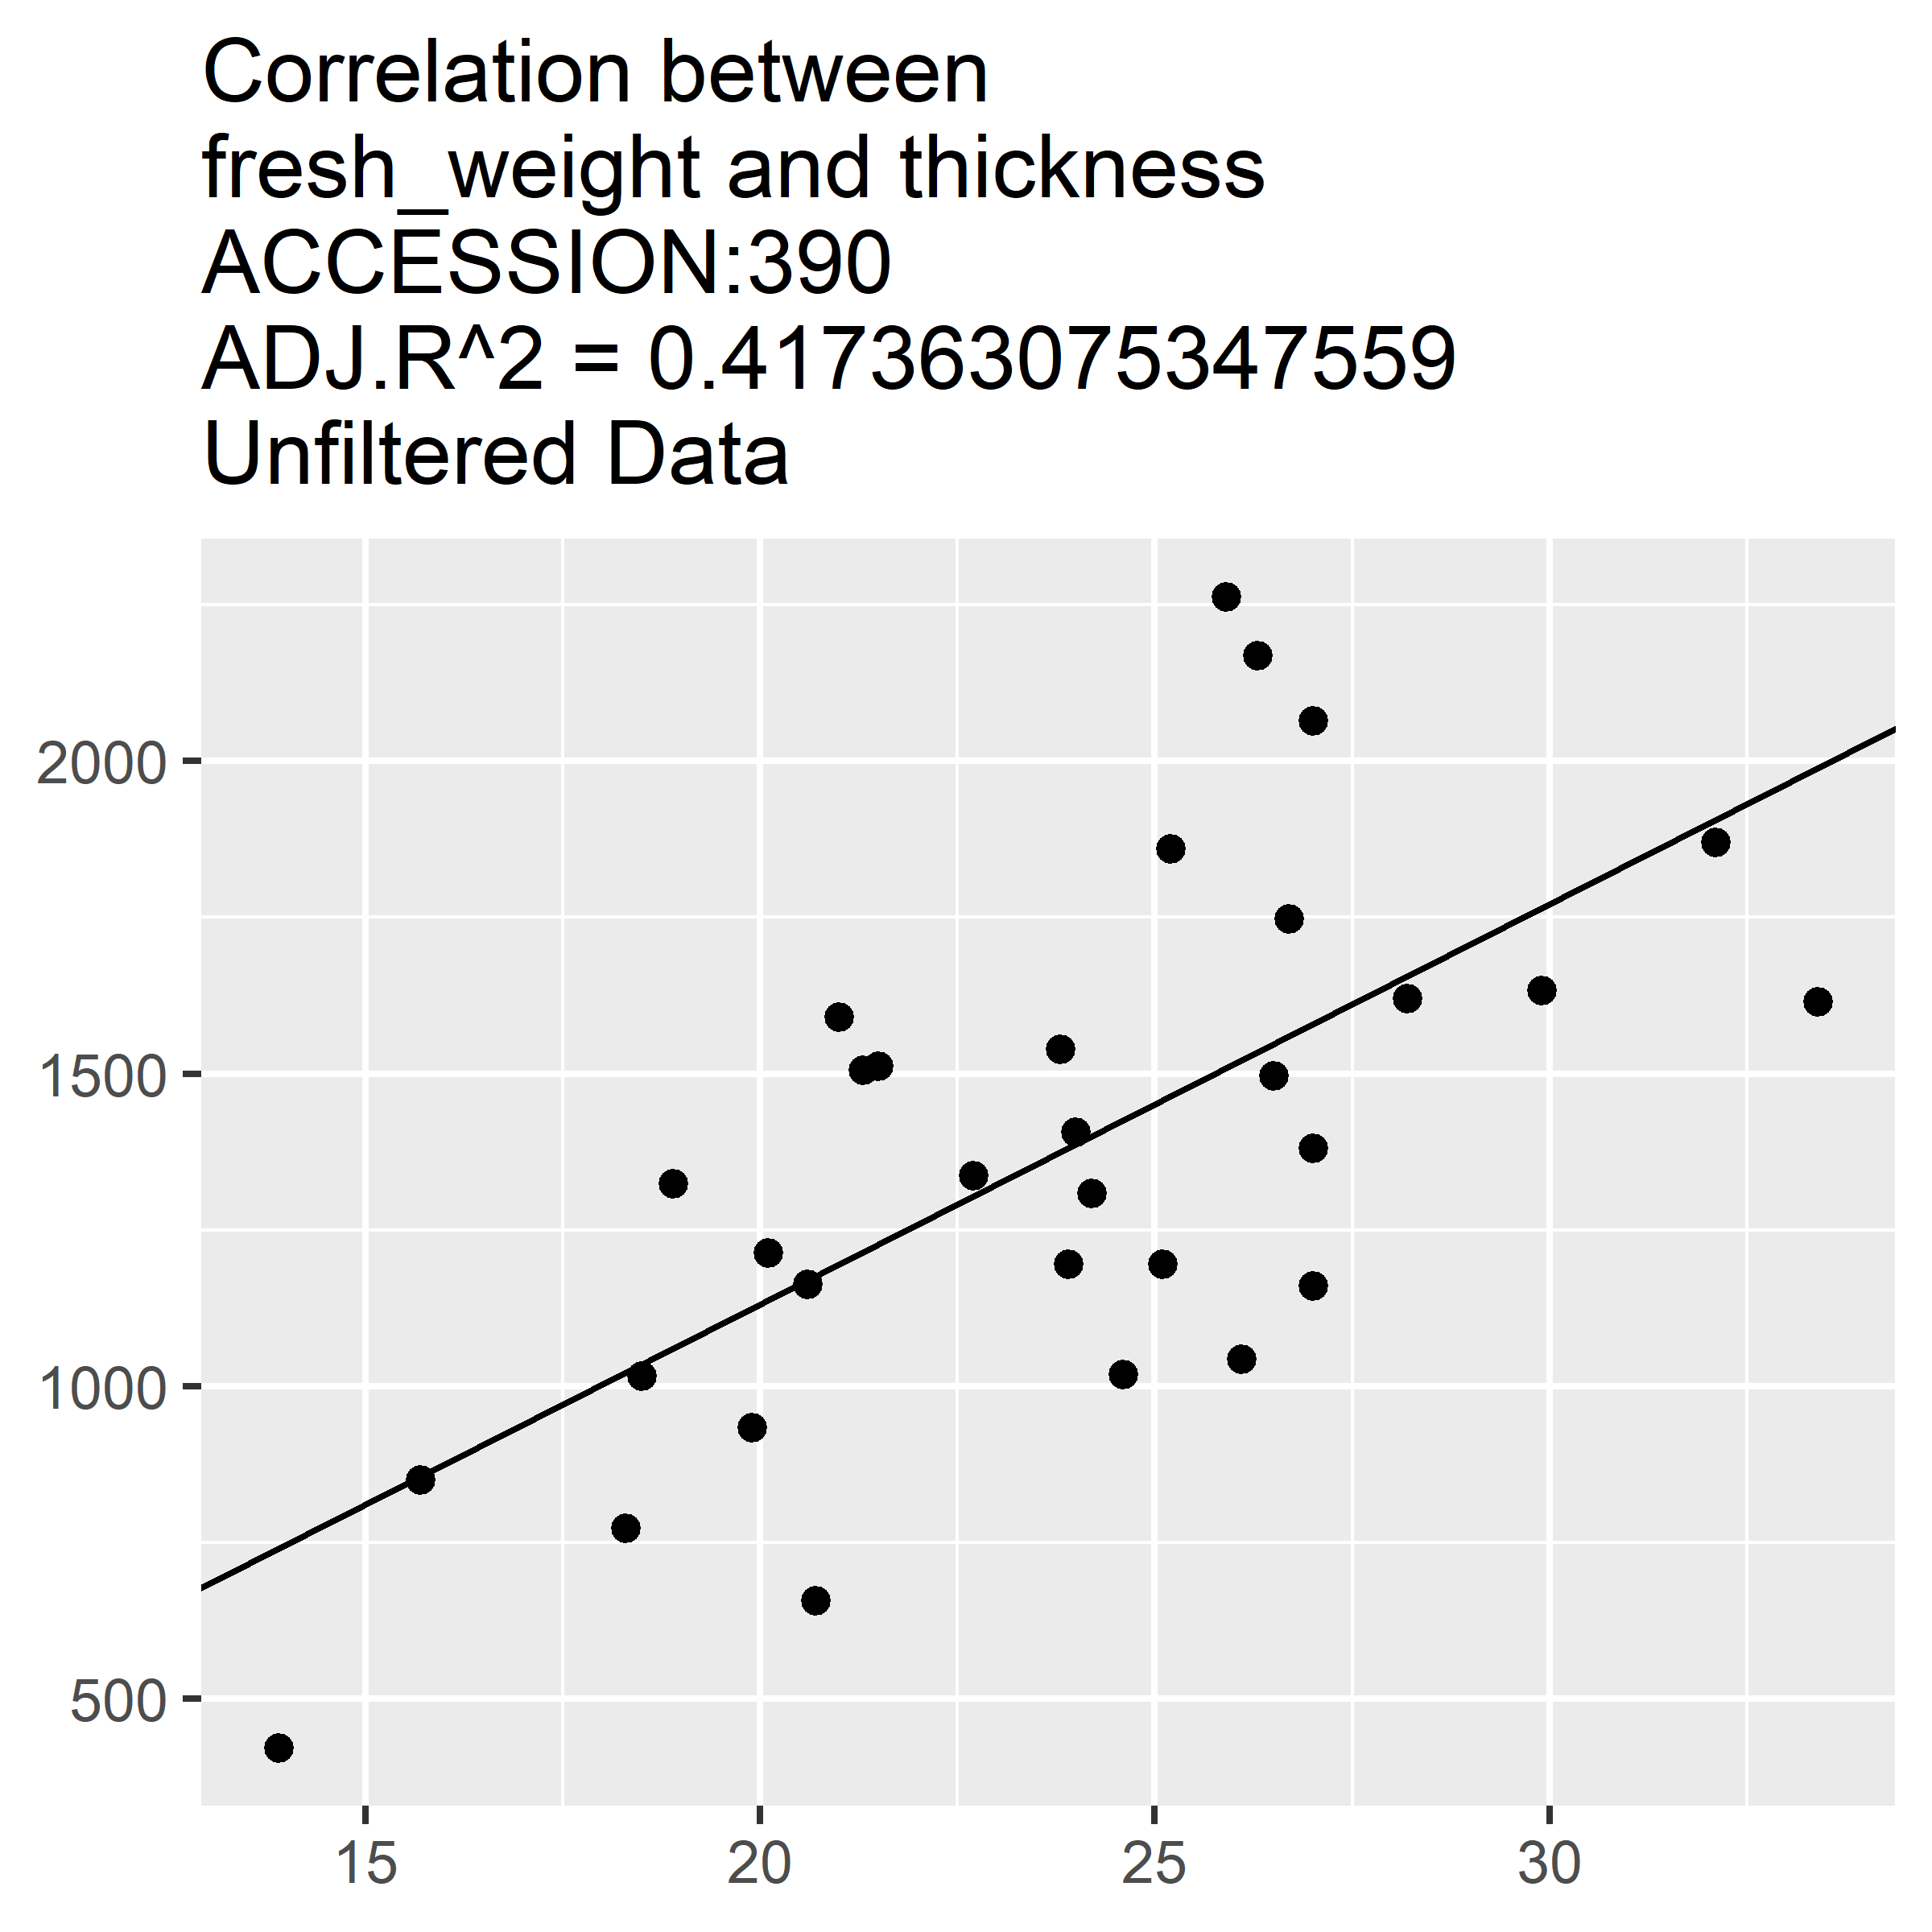 Correlation between
fresh_weight and thickness
ACCESSION:390
ADJ.R^2 = 0.417363075347559
Unfiltered Data
2000
1500
1000
500
15 20 25 30